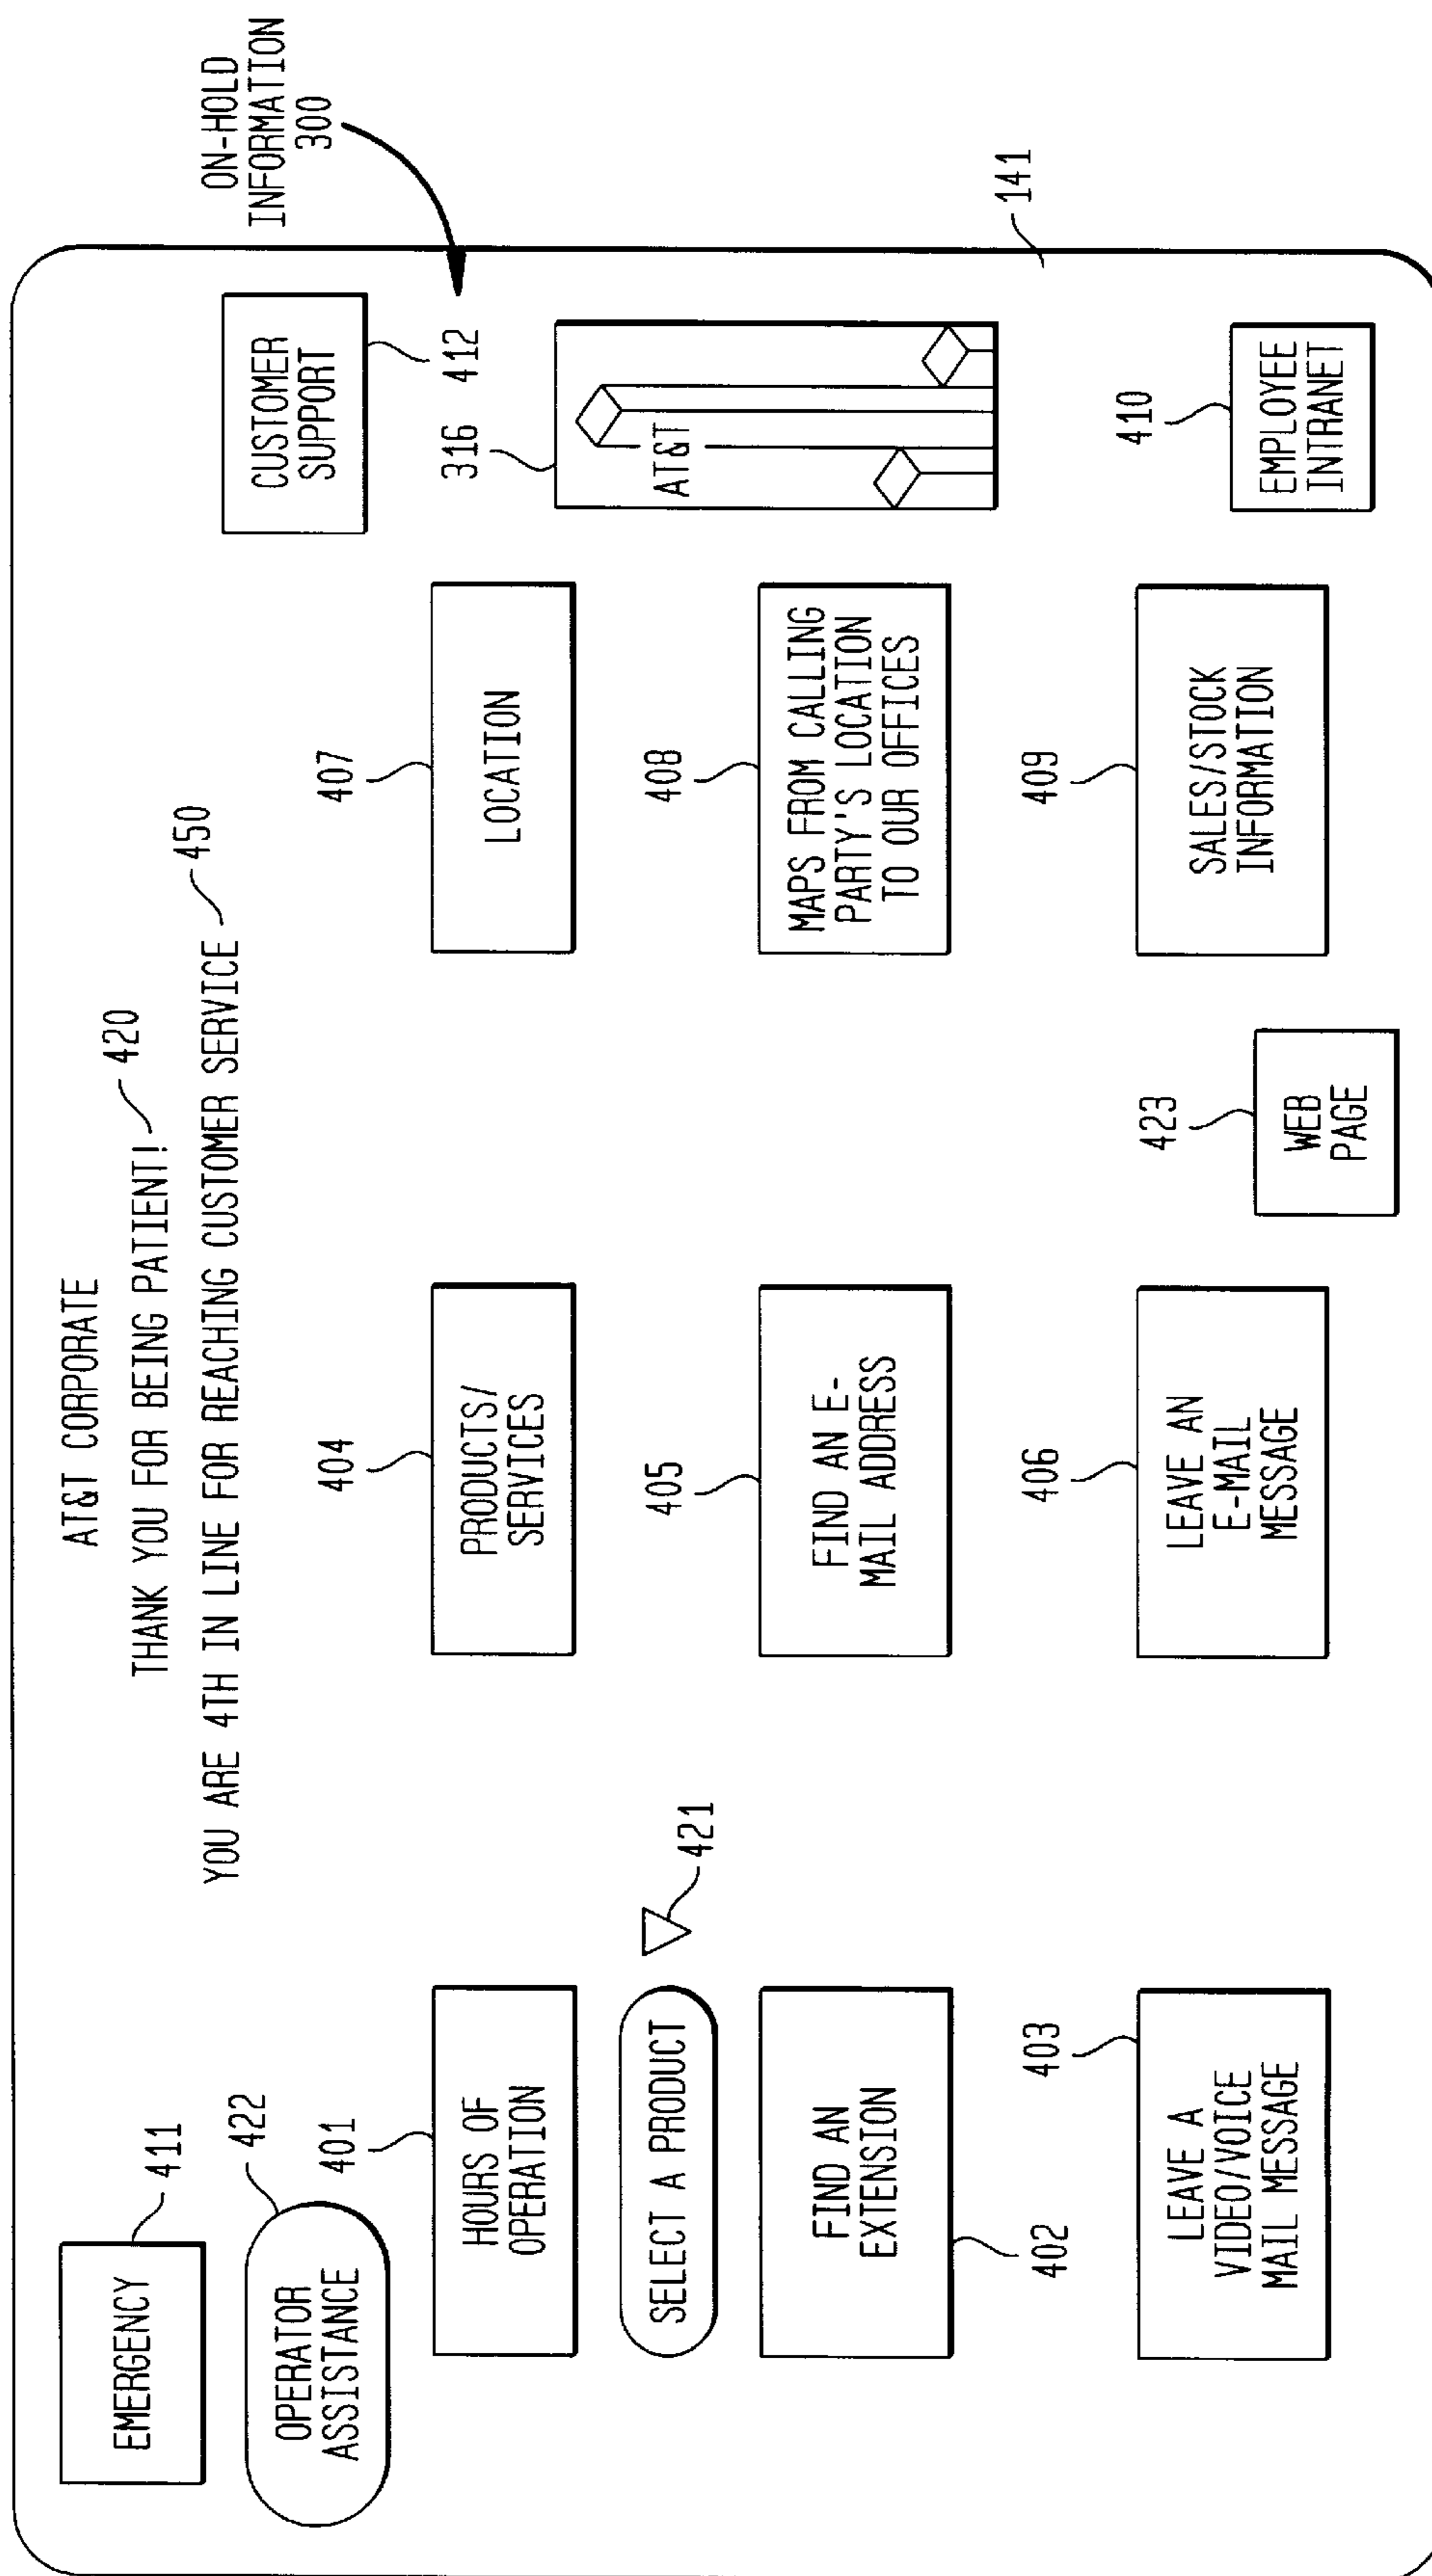 ON-HOLD
INFORMATION
300
AT&T CORPORATE
THANK YOU FOR BEING PATIENT! 420
YOU ARE 4TH IN LINE FOR REACHING CUSTOMER SERVICE 450
EMERGENCY
411
OPERATOR
ASSISTANCE
422
CUSTOMER
SUPPORT
412
401
HOURS OF
OPERATION
404
PRODUCTS/
SERVICES
407
LOCATION
316
AT&T
SELECT A PRODUCT
421
FIND AN
EXTENSION
402
405
FIND AN E-
MAIL ADDRESS
408
MAPS FROM CALLING
PARTY'S LOCATION
TO OUR OFFICES
141
403
LEAVE A
VIDEO/VOICE
MAIL MESSAGE
406
LEAVE AN
E-MAIL
MESSAGE
423
WEB
PAGE
409
SALES/STOCK
INFORMATION
410
EMPLOYEE
INTRANET